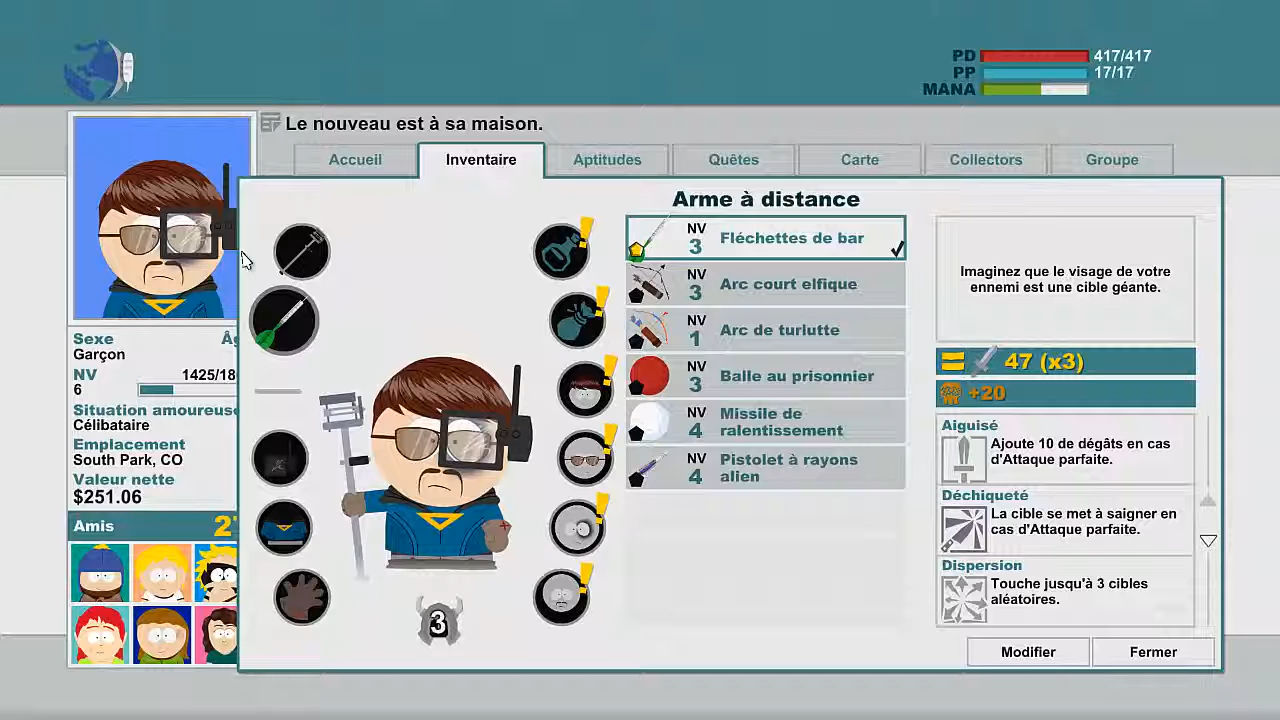 PD 417/417
PP 17/17
MANA
Le nouveau est à sa maison.
Accueil
Inventaire
Aptitudes
Quêtes
Carte
Collectors
Groupe
Sexe
Garçon
NV 1425/18
6
Situation amoureuse
Célibataire
Emplacement
South Park, CO
Valeur nette
$251.06
Amis
3
Arme à distance
NV 3 Fléchettes de bar
NV 3 Arc court elfique
NV 1 Arc de turlutte
NV 3 Balle au prisonnier
NV 4 Missile de
ralentissement
NV 4 Pistolet à rayons
alien
Imaginez que le visage de votre
ennemi est une cible géante.
47 (x3)
+20
Aiguisé
Ajoute 10 de dégâts en cas
d'Attaque parfaite.
Déchiqueté
La cible se met à saigner en
cas d'Attaque parfaite.
Dispersion
Touche jusqu'à 3 cibles
aléatoires.
Modifier
Fermer